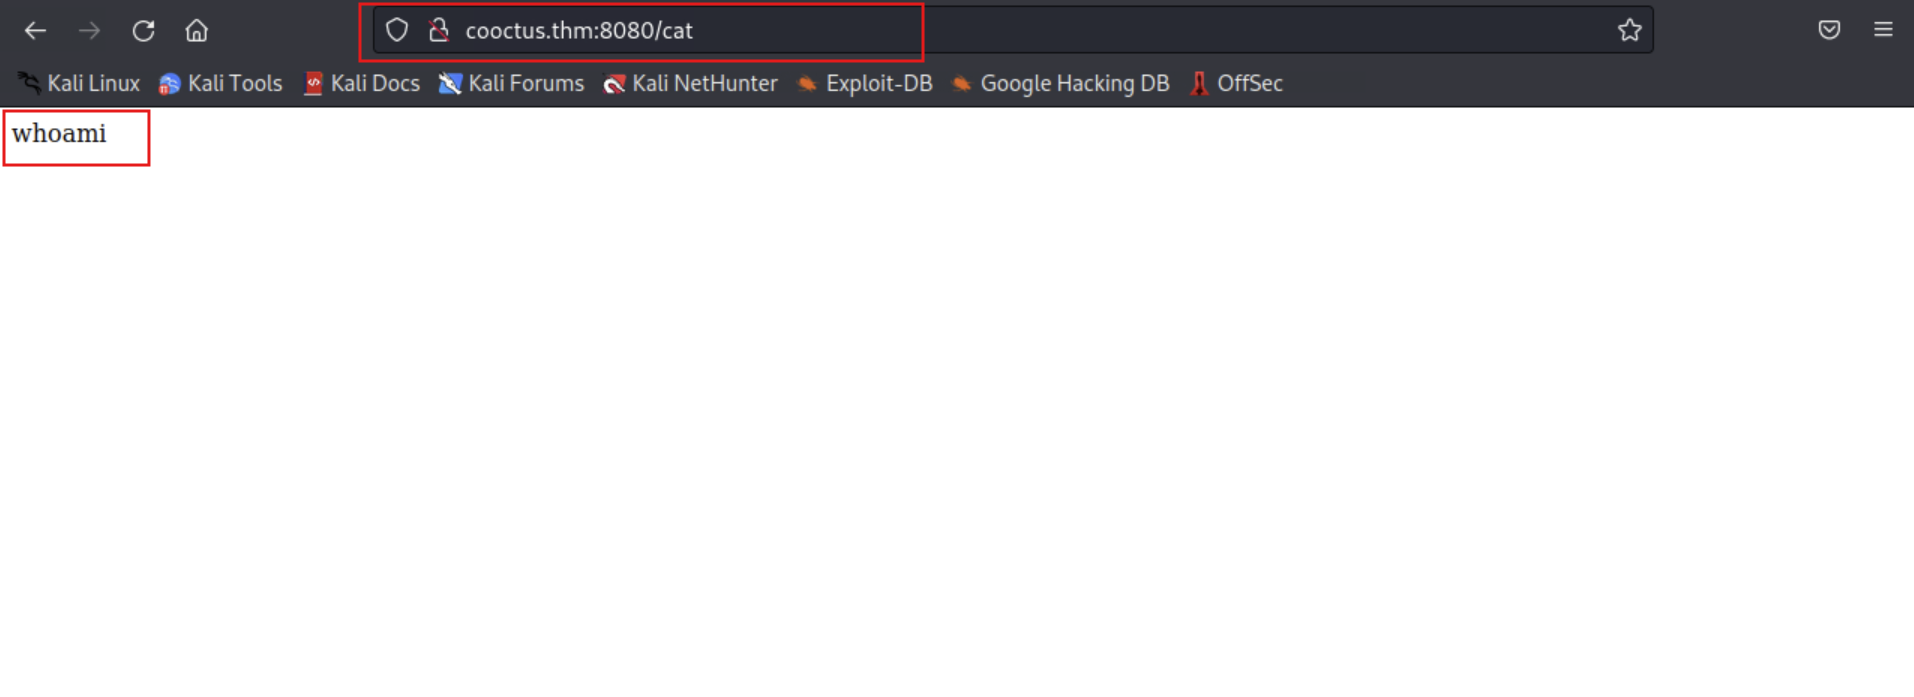 cooctus.thm:8080/cat
Kali Linux Kali Tools Kali Docs Kali Forums Kali NetHunter Exploit-DB Google Hacking DB OffSec
whoami